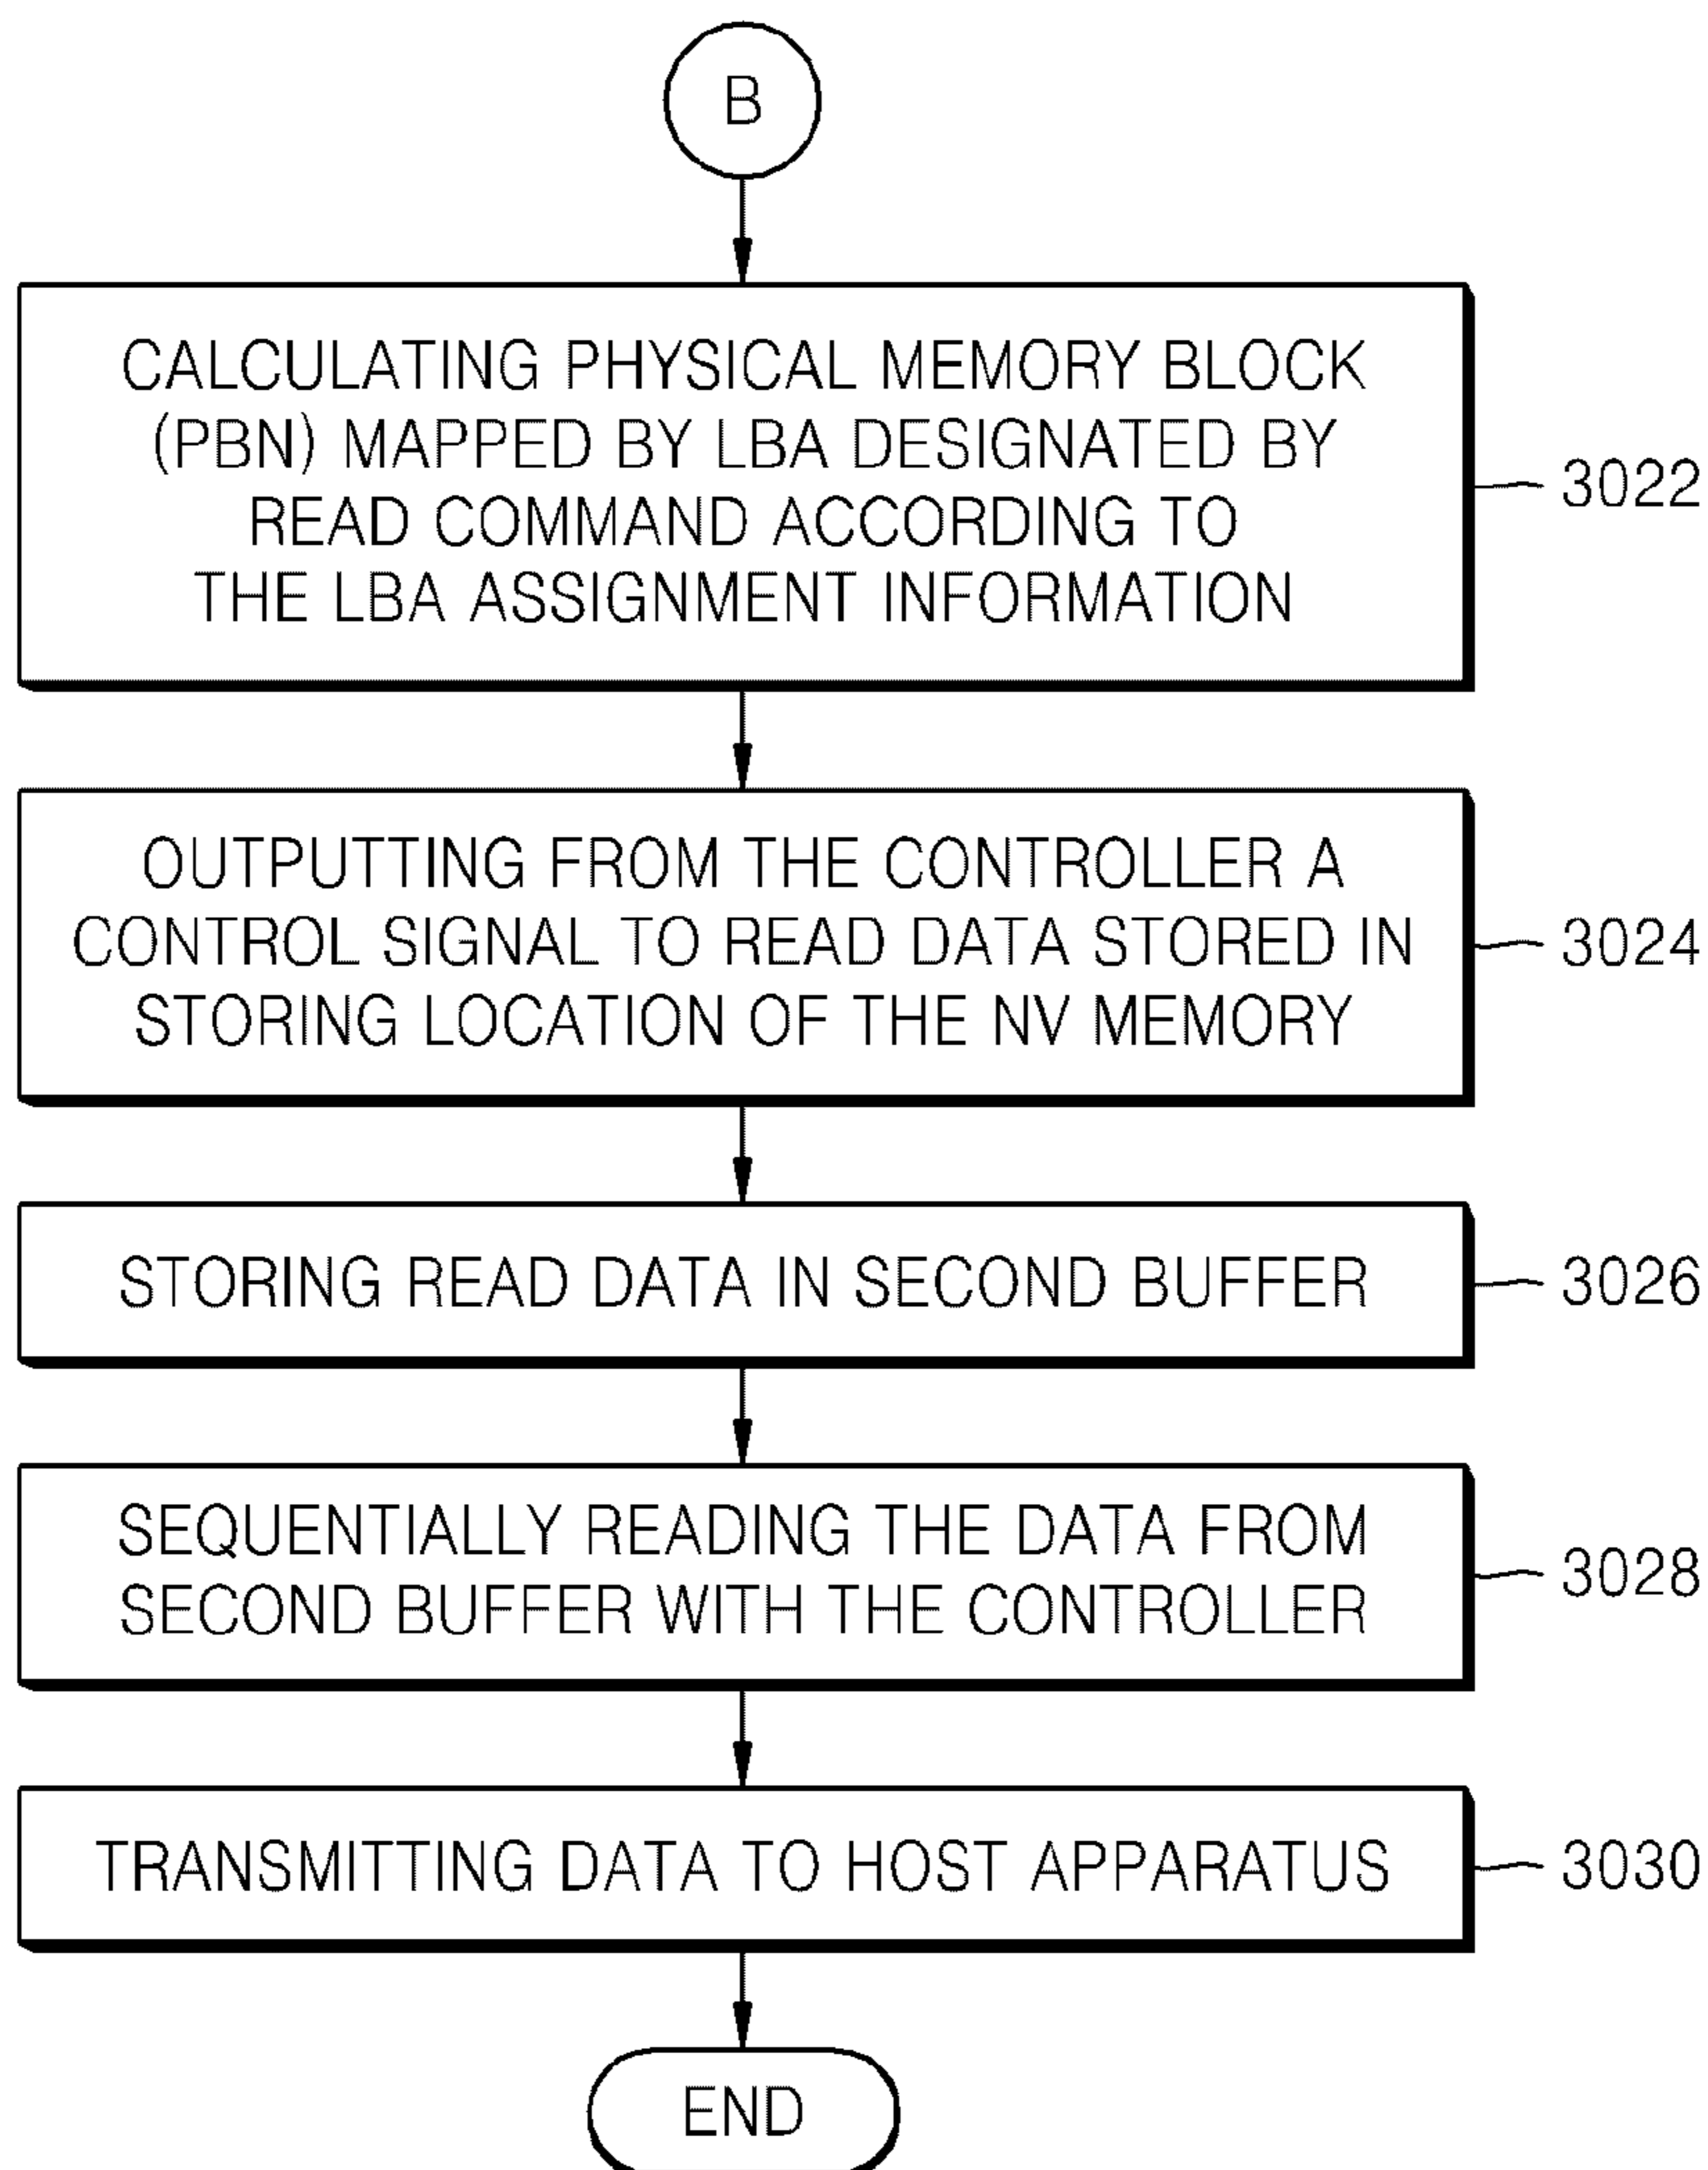 B
CALCULATING PHYSICAL MEMORY BLOCK
(PBN) MAPPED BY LBA DESIGNATED BY
READ COMMAND ACCORDING TO
THE LBA ASSIGNMENT INFORMATION
3022
OUTPUTTING FROM THE CONTROLLER A
CONTROL SIGNAL TO READ DATA STORED IN
STORING LOCATION OF THE NV MEMORY
3024
STORING READ DATA IN SECOND BUFFER
3026
SEQUENTIALLY READING THE DATA FROM
SECOND BUFFER WITH THE CONTROLLER
3028
TRANSMITTING DATA TO HOST APPARATUS
3030
END